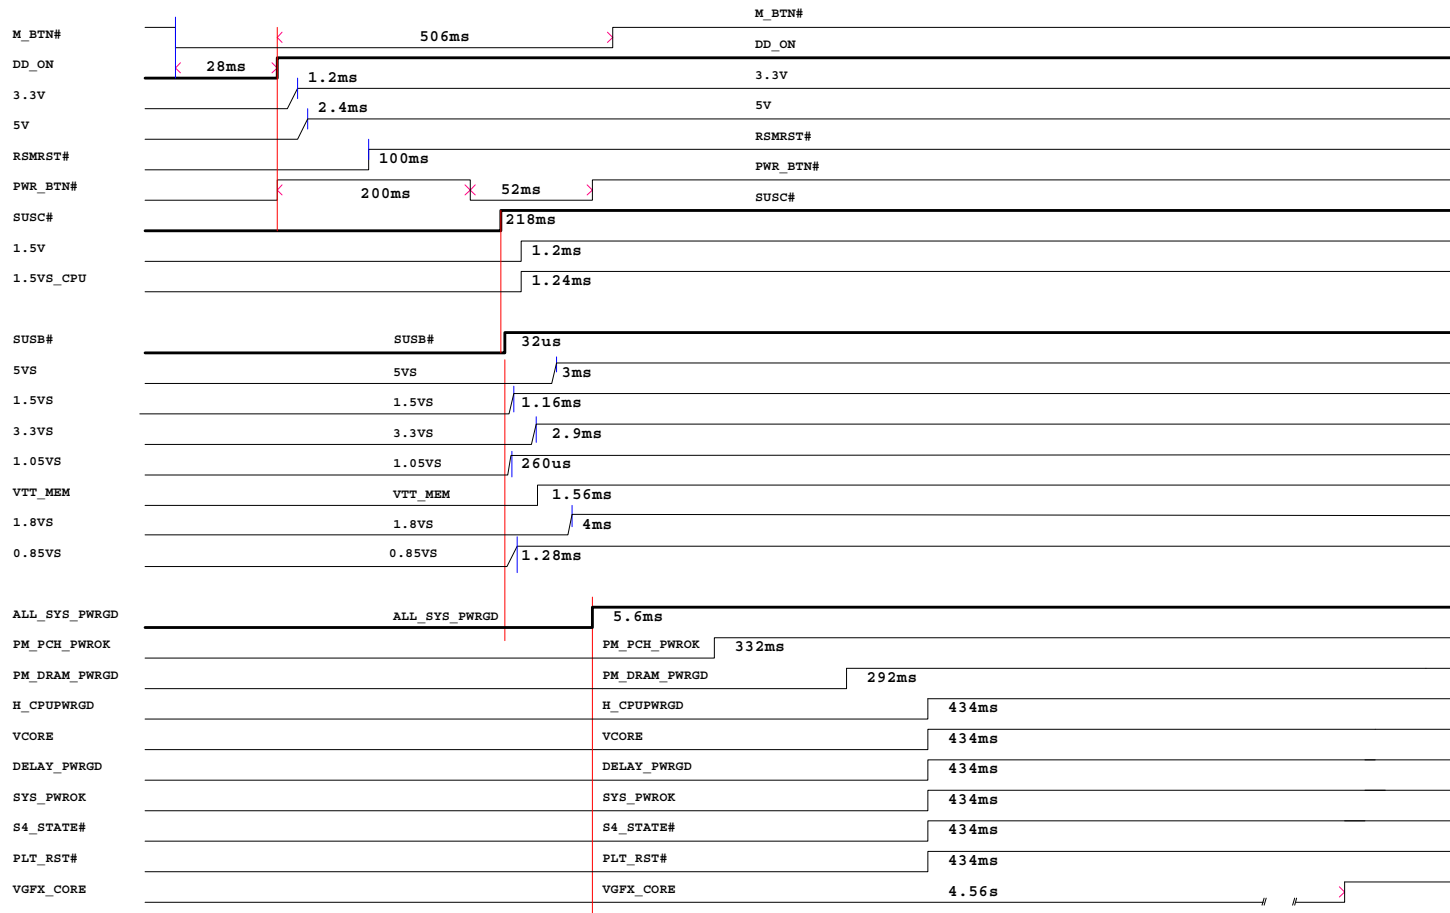 M_BTN#
M_BTN# 506ms
DD_ON
DD_ON 28ms
1.2ms 3.3V
3.3V
2.4ms 5V
5V
RSMRST#
RSMRST# 100ms
PWR_BTN#
PWR_BTN# 200ms 52ms
SUSC#
SUSC# 218ms
1.5V 1.2ms
1.5VS_CPU 1.24ms
SUSB# SUSB# 32us
5VS 5VS 3ms
1.5VS 1.5VS 1.16ms
3.3VS 3.3VS 2.9ms
1.05VS 1.05VS 260us
VTT_MEM VTT_MEM 1.56ms
1.8VS 1.8VS 4ms
0.85VS 0.85VS 1.28ms
ALL_SYS_PWRGD ALL_SYS_PWRGD 5.6ms
PM_PCH_PWROK PM_PCH_PWROK 332ms
PM_DRAM_PWRGD PM_DRAM_PWRGD 292ms
H_CPUPWRGD H_CPUPWRGD 434ms
VCORE VCORE 434ms
DELAY_PWRGD DELAY_PWRGD 434ms
SYS_PWROK SYS_PWROK 434ms
S4_STATE# S4_STATE# 434ms
PLT_RST# PLT_RST# 434ms
VGFX_CORE VGFX_CORE 4.56s